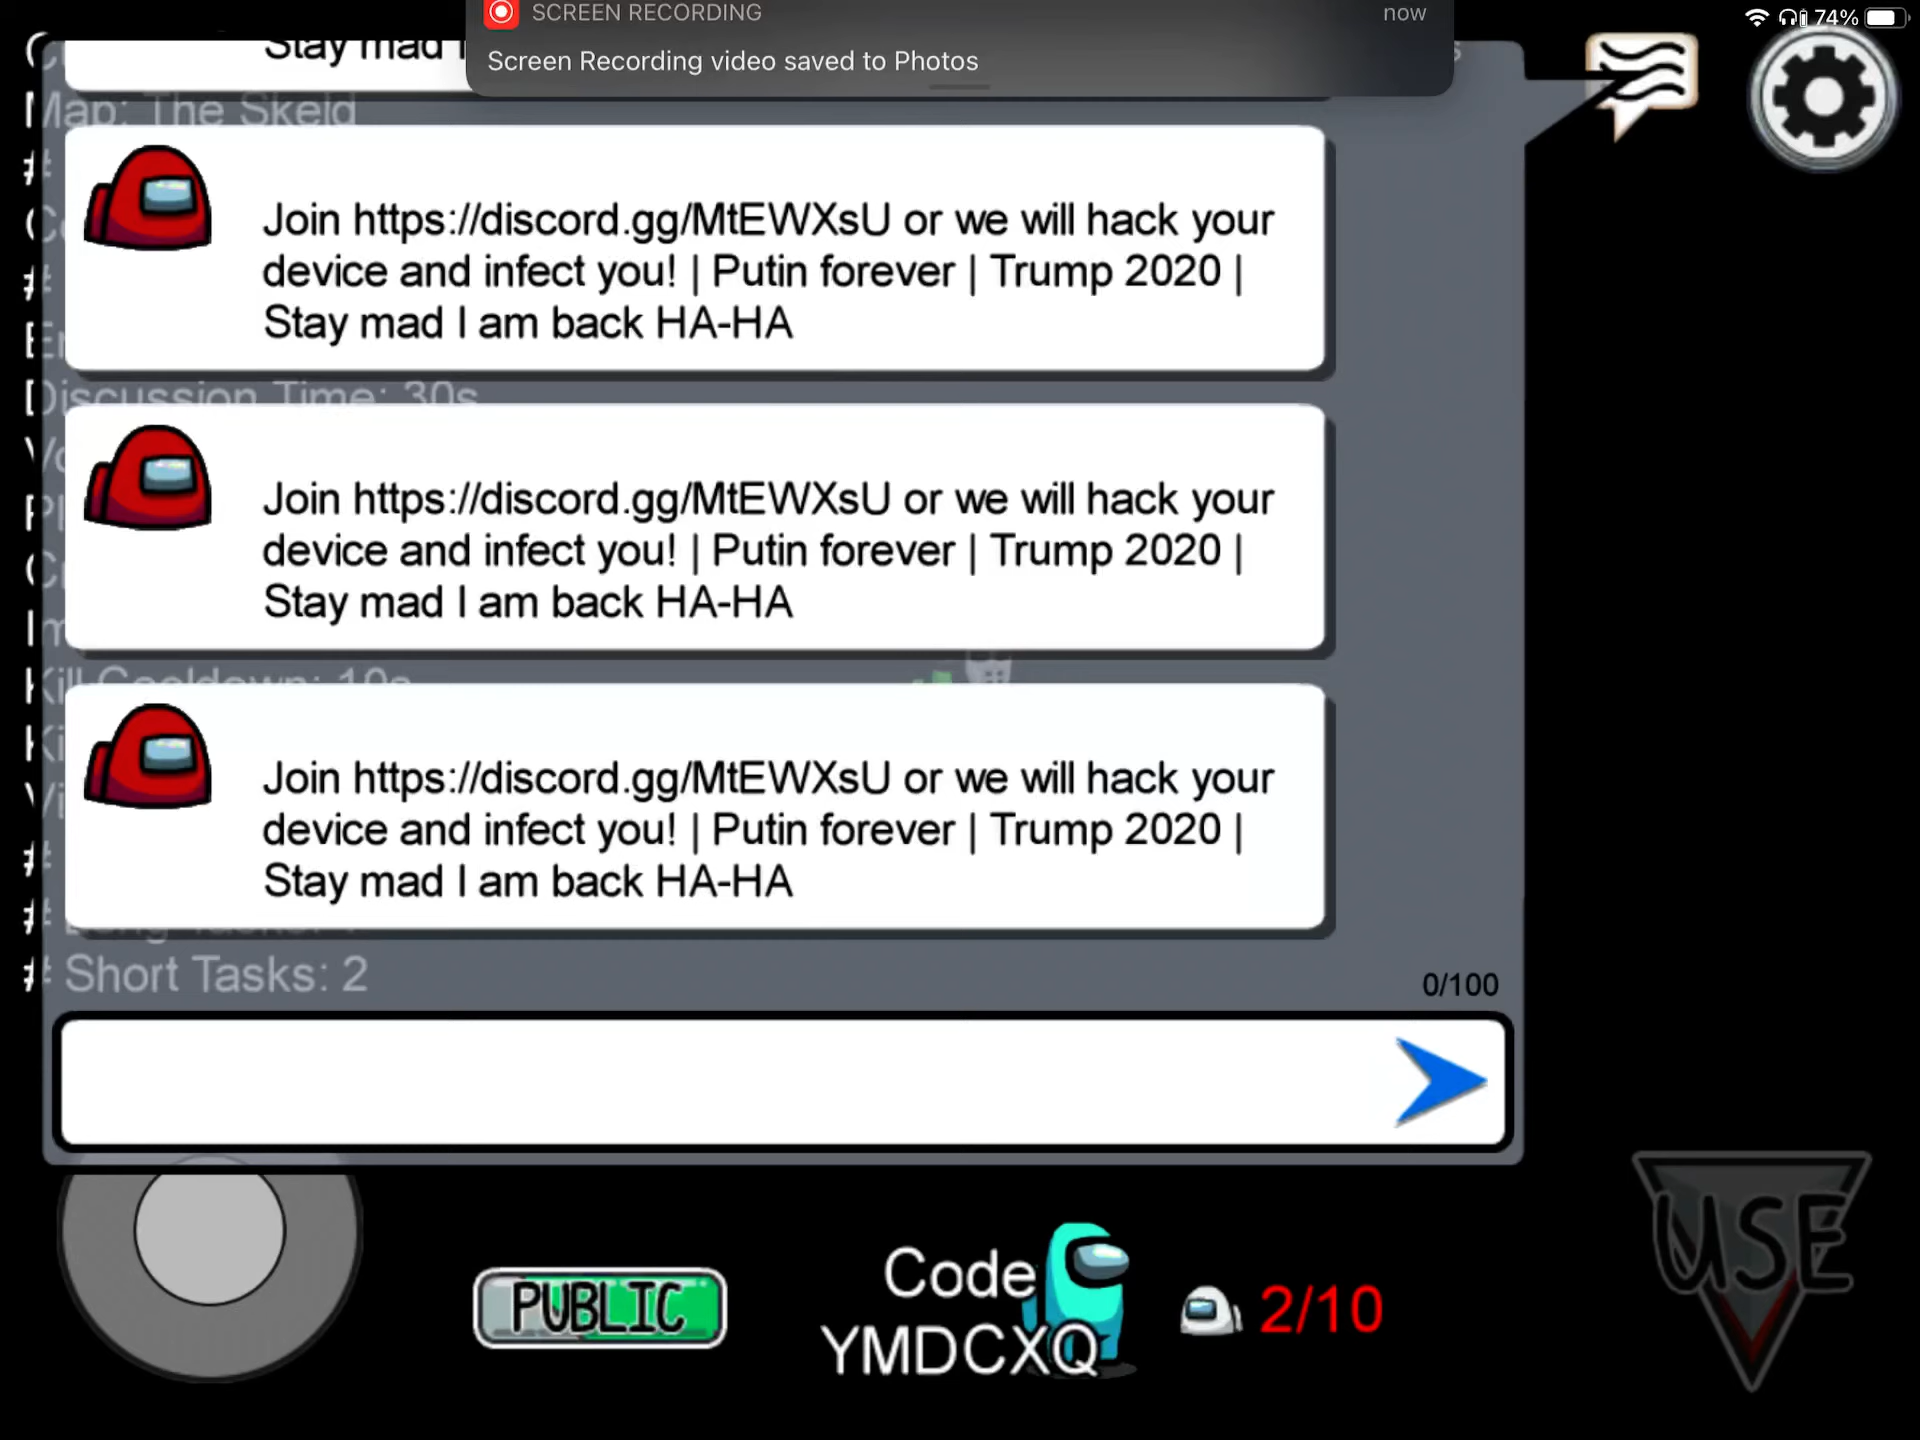 SCREEN RECORDING
now
74%
Screen Recording video saved to Photos
Stay mad I
Map: The Skeld
Join https://discord.gg/MtEWXsU or we will hack your
device and infect you! | Putin forever | Trump 2020 |
Stay mad I am back HA-HA
Discussion Time: 30s
Join https://discord.gg/MtEWXsU or we will hack your
device and infect you! | Putin forever | Trump 2020 |
Stay mad I am back HA-HA
Kill Cooldown: 10s
Join https://discord.gg/MtEWXsU or we will hack your
device and infect you! | Putin forever | Trump 2020 |
Stay mad I am back HA-HA
# Short Tasks: 2
0/100
PUBLIC
Code
YMDCXQ
2/10
USE